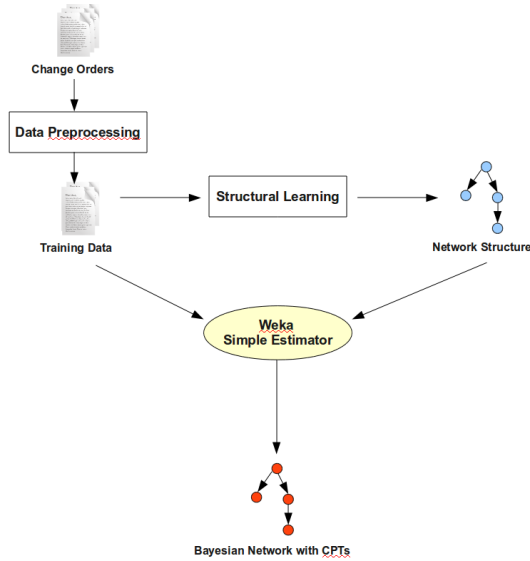 Change Orders
Data Preprocessing
Structural Learning
Training Data
Network Structure
Weka
Simple Estimator
Bayesian Network with CPTs